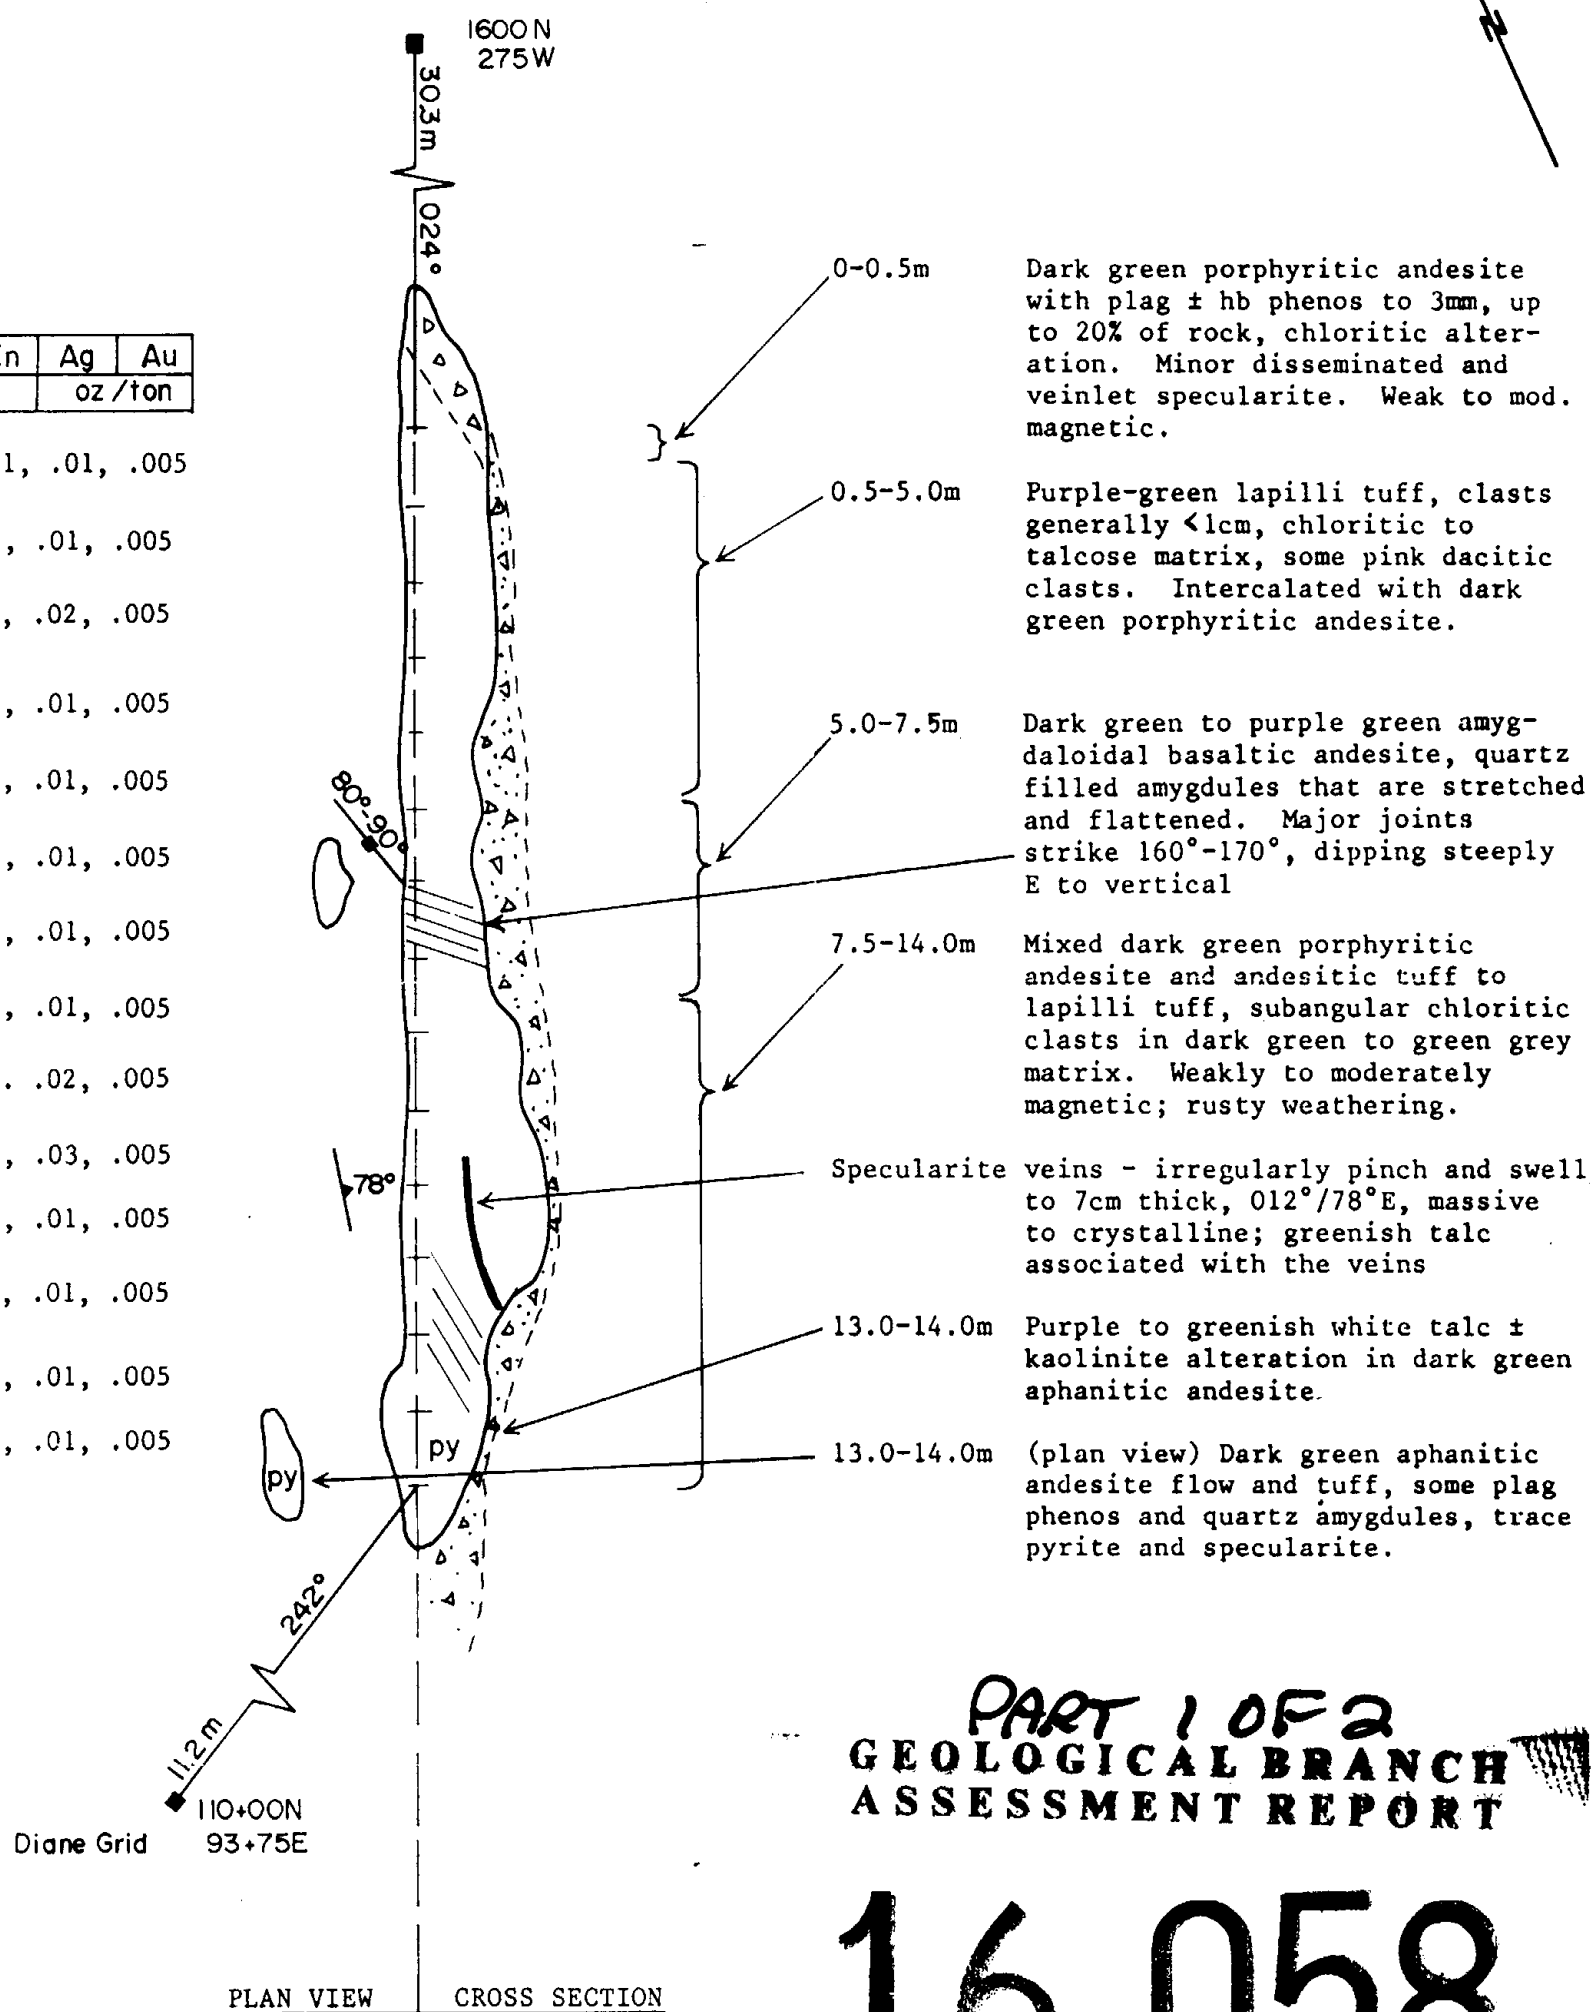 1600 N
275W
N
30.3m
024°
n Ag Au
oz/ton
1, .01, .005
, .01, .005
, .02, .005
, .01, .005
, .01, .005
, .01, .005
, .01, .005
, .01, .005
. .02, .005
, .03, .005
, .01, .005
, .01, .005
, .01, .005
, .01, .005
80°-90°
78°
py
py
242°
11.2m
110+00N
Diane Grid 93+75E
PLAN VIEW CROSS SECTION
0-0.5m Dark green porphyritic andesite
with plag ± hb phenos to 3mm, up
to 20% of rock, chloritic alter-
ation. Minor disseminated and
veinlet specularite. Weak to mod.
magnetic.
0.5-5.0m Purple-green lapilli tuff, clasts
generally <1cm, chloritic to
talcose matrix, some pink dacitic
clasts. Intercalated with dark
green porphyritic andesite.
5.0-7.5m Dark green to purple green amyg-
daloidal basaltic andesite, quartz
filled amygdules that are stretched
and flattened. Major joints
strike 160°-170°, dipping steeply
E to vertical
7.5-14.0m Mixed dark green porphyritic
andesite and andesitic tuff to
lapilli tuff, subangular chloritic
clasts in dark green to green grey
matrix. Weakly to moderately
magnetic; rusty weathering.
Specularite veins - irregularly pinch and swell
to 7cm thick, 012°/78°E, massive
to crystalline; greenish talc
associated with the veins
13.0-14.0m Purple to greenish white talc ±
kaolinite alteration in dark green
aphanitic andesite.
13.0-14.0m (plan view) Dark green aphanitic
andesite flow and tuff, some plag
phenos and quartz amygdules, trace
pyrite and specularite.
PART 1 OF 2
GEOLOGICAL BRANCH
ASSESSMENT REPORT
16,058